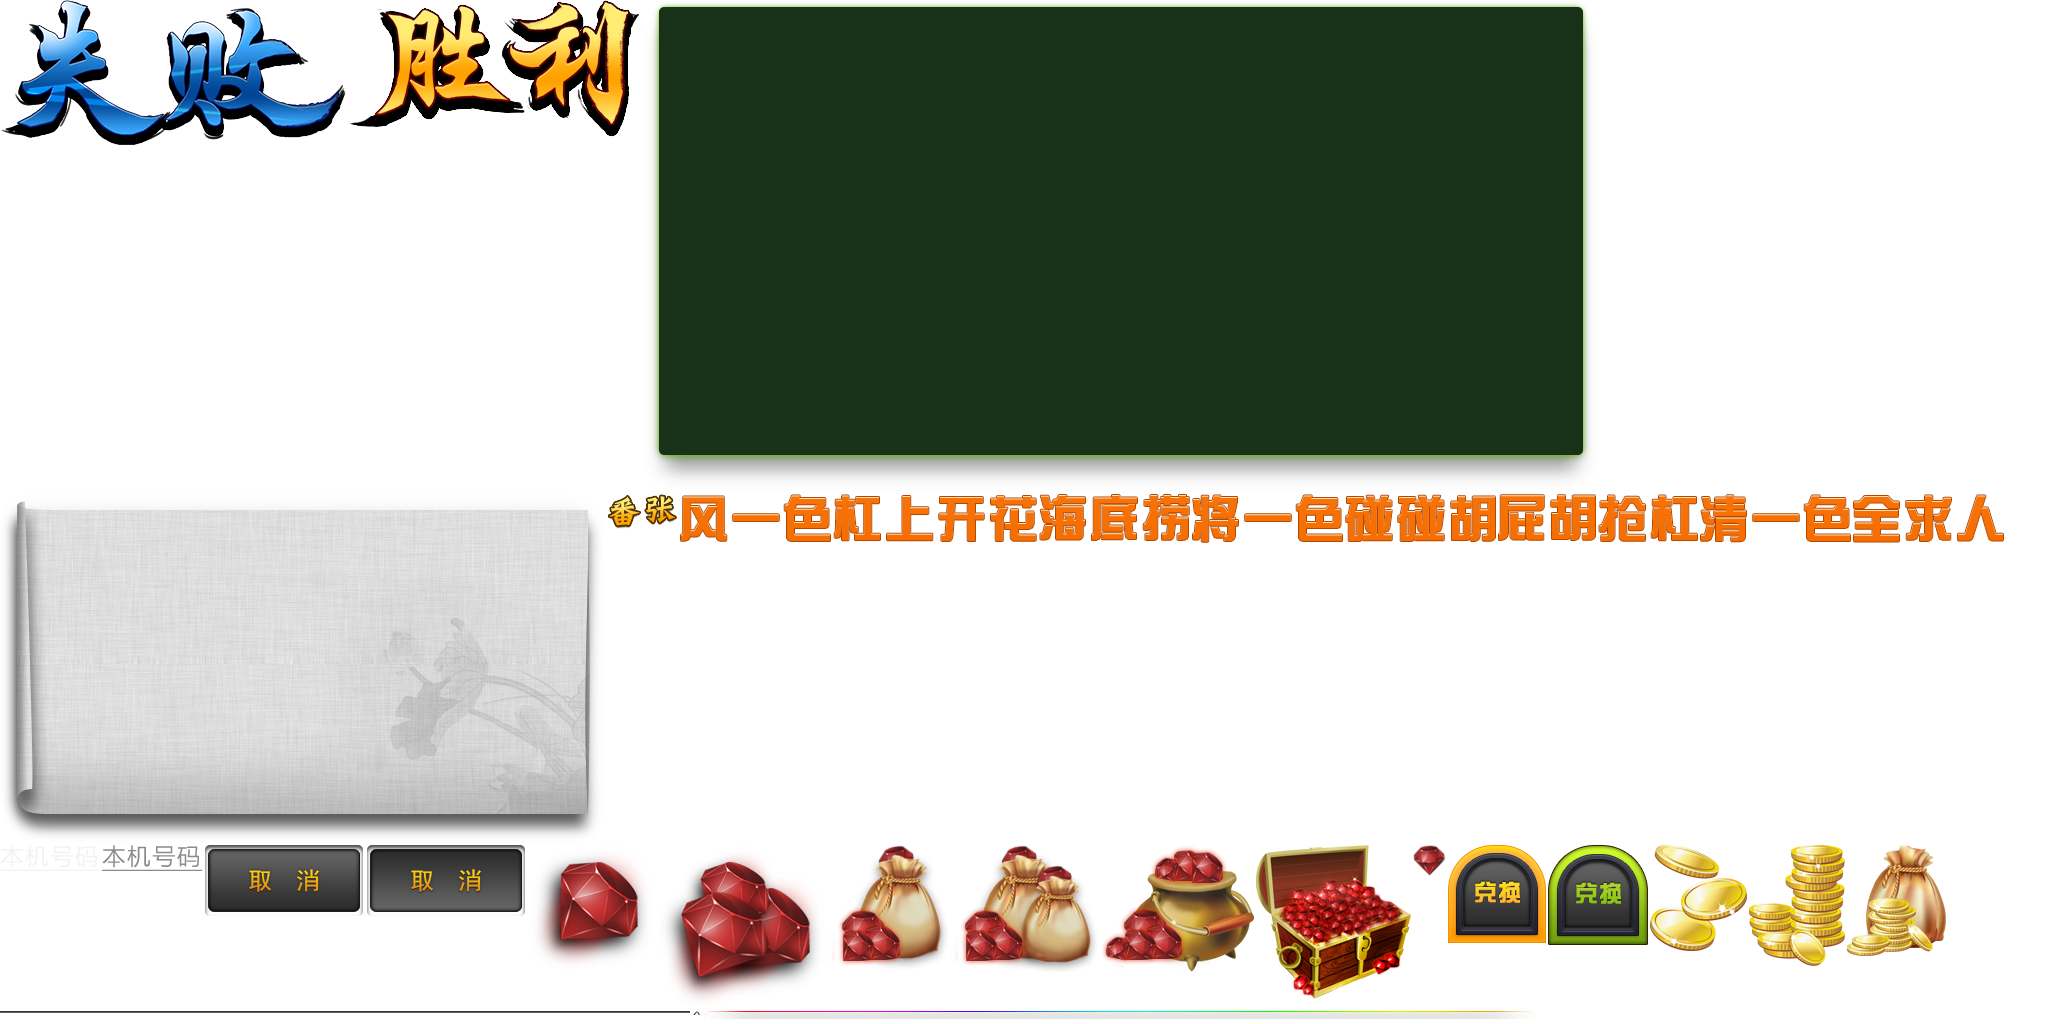 失败 胜利
番 张 风一色杠上开花海底捞将一色碰碰胡屁胡抢杠清一色全求人
本机号码 本机号码 取 消 取 消 兑换 兑换